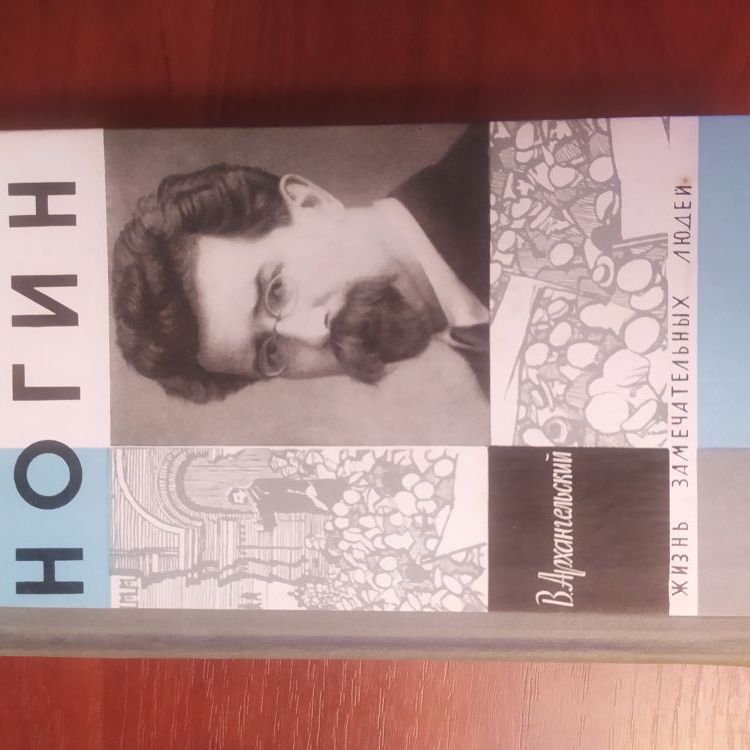 НОГИН
В. Архангельский
ЖИЗНЬ ЗАМЕЧАТЕЛЬНЫХ ЛЮДЕЙ